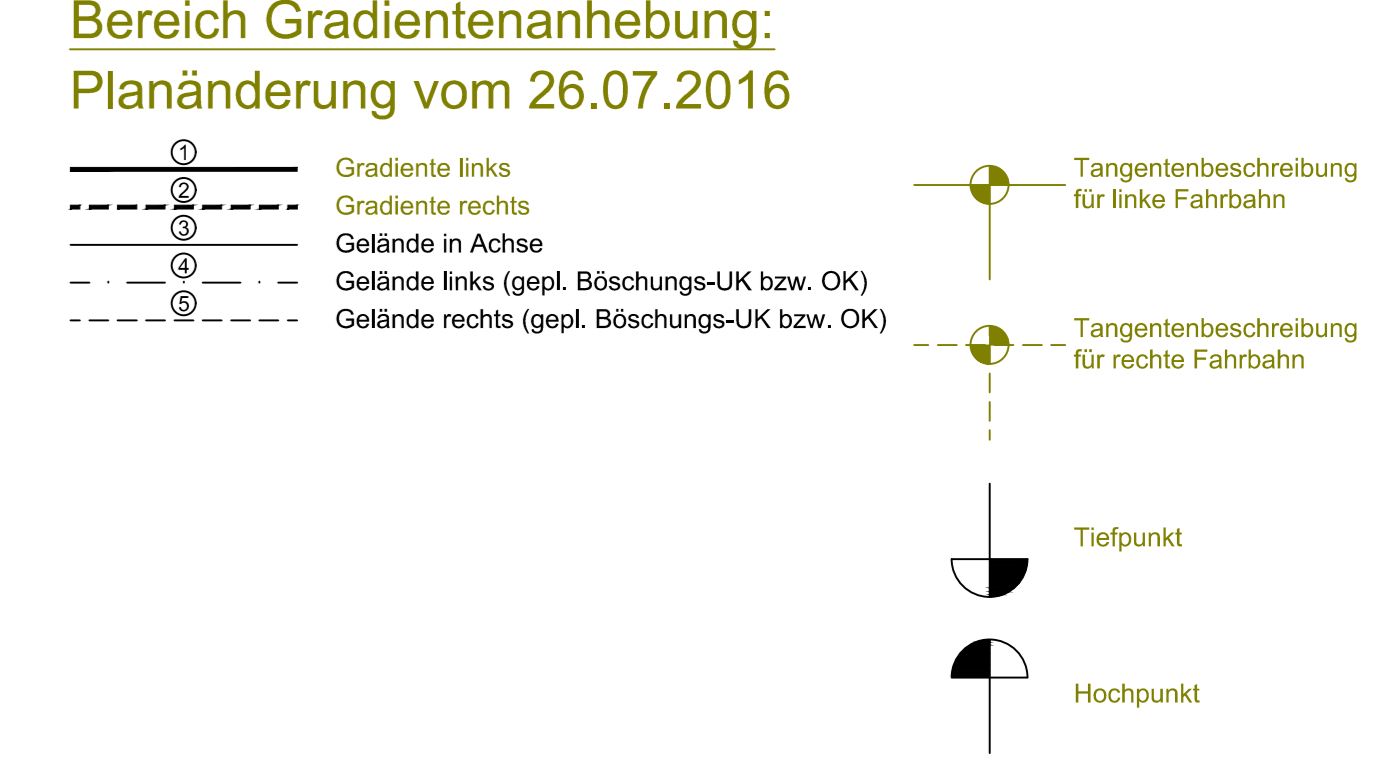 Bereich Gradientenanhebung:
Planänderung vom 26.07.2016
① Gradiente links
② Gradiente rechts
③ Gelände in Achse
④ Gelände links (gepl. Böschungs-UK bzw. OK)
⑤ Gelände rechts (gepl. Böschungs-UK bzw. OK)
Tangentenbeschreibung
für linke Fahrbahn
Tangentenbeschreibung
für rechte Fahrbahn
Tiefpunkt
Hochpunkt